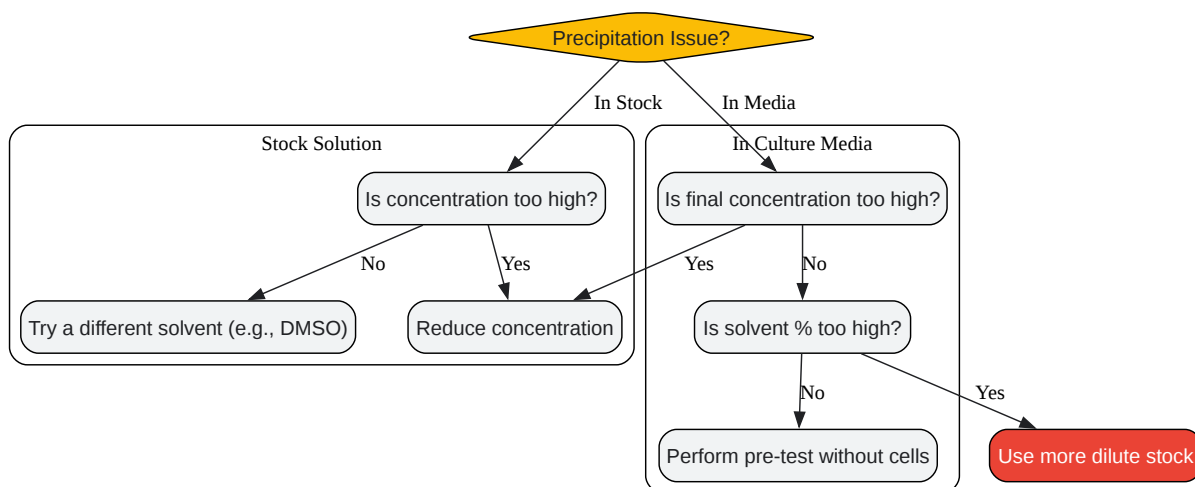 Precipitation Issue?
In Stock
In Media
Stock Solution
In Culture Media
Is concentration too high?
Is final concentration too high?
No
Yes
Yes
No
Try a different solvent (e.g., DMSO)
Reduce concentration
Is solvent % too high?
No
Yes
Perform pre-test without cells
Use more dilute stock